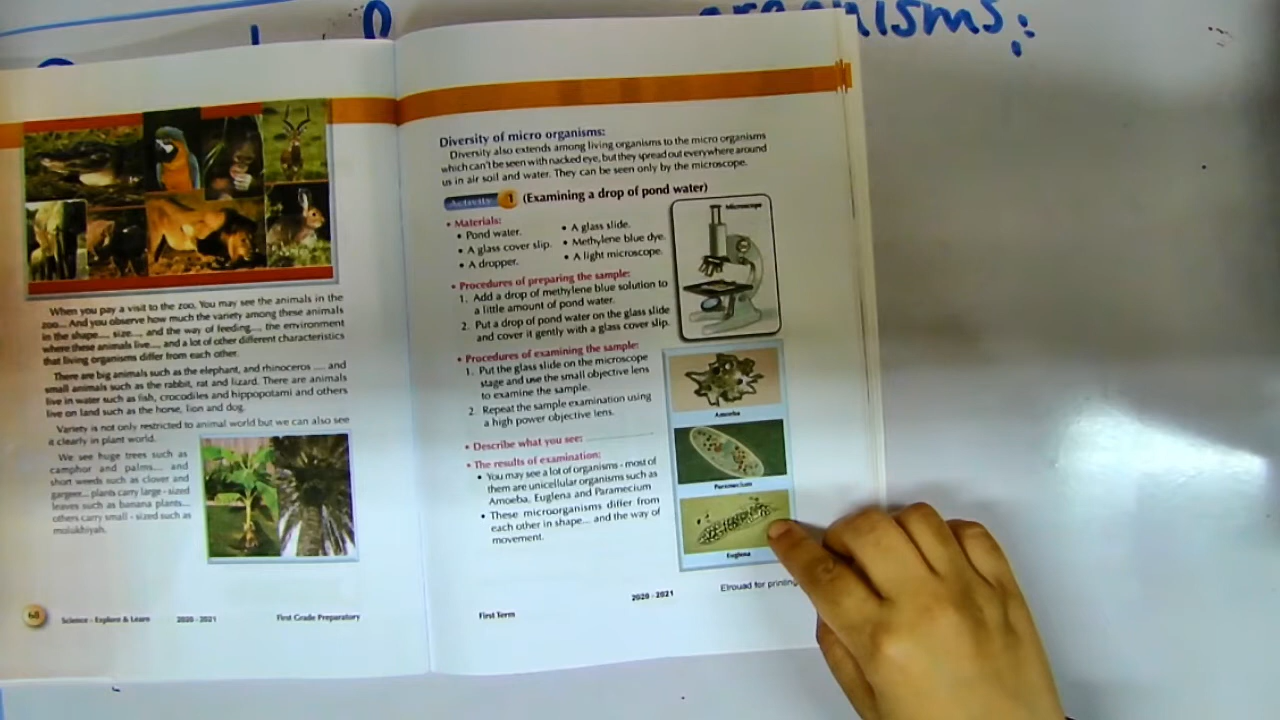 organisms:
When you pay a visit to the zoo, You may see the animals in the
zoo.... And you observe how much the variety among these animals
in the shape...., size...., and the way of feeding...., the environment
where these animals live...., and a lot of other different characteristics
that living organisms differ from each other.
There are big animals such as the elephant, and rhinoceros .... and
small animals such as the rabbit, rat and lizard. There are animals
live in water such as fish, crocodiles and hippopotami and others
live on land such as the horse, lion and dog.
Variety is not only restricted to animal world but we can also see
it clearly in plant world.
We see huge trees such as
camphor and palms.... and
short weeds such as clover and
gargeer.... plants carry large - sized
leaves such as banana plants...
others carry small - sized such as
molukhiyah.
68
Science - Explore & Learn
2020 - 2021
First Grade Preparatory
Diversity of micro organisms:
Diversity also extends among living organisms to the micro organisms
which can't be seen with nacked eye, but they spread out everywhere around
us in air soil and water. They can be seen only by the microscope.
Activity 1 (Examining a drop of pond water)
• Materials:
• Pond water.
• A glass cover slip.
• A dropper.
• A glass slide.
• Methylene blue dye.
• A light microscope.
Microscope
• Procedures of preparing the sample:
1. Add a drop of methylene blue solution to
a little amount of pond water.
2. Put a drop of pond water on the glass slide
and cover it gently with a glass cover slip.
• Procedures of examining the sample:
1. Put the glass slide on the microscope
stage and use the small objective lens
to examine the sample.
2. Repeat the sample examination using
a high power objective lens.
• Describe what you see:
• The results of examination:
• You may see a lot of organisms - most of
them are unicellular organisms such as
Amoeba, Euglena and Paramecium
• These microorganisms differ from
each other in shape... and the way of
movement.
Amoeba
Paramecium
Euglena
First Term
2020 - 2021
Elrouad for printing